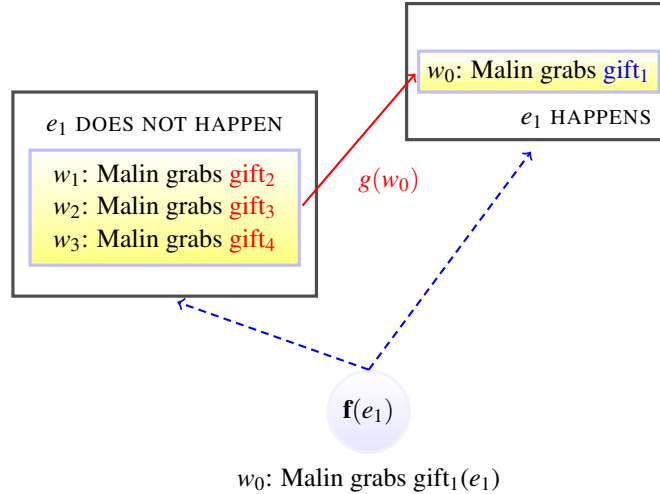 w₀: Malin grabs gift₁
e₁ HAPPENS
e₁ DOES NOT HAPPEN
w₁: Malin grabs gift₂
w₂: Malin grabs gift₃
w₃: Malin grabs gift₄
g(w₀)
f(e₁)
w₀: Malin grabs gift₁(e₁)